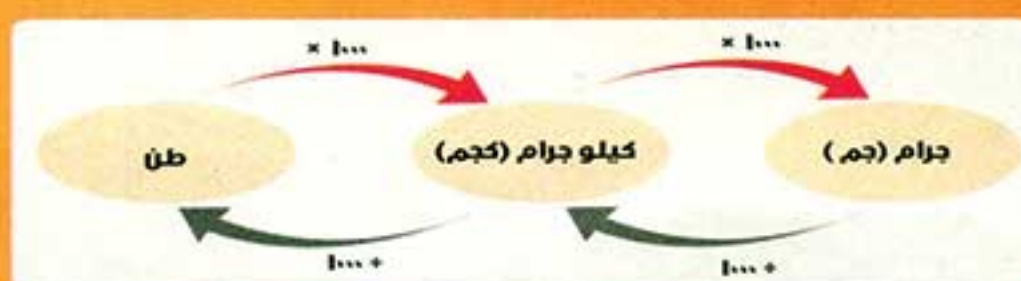 × ١٠٠٠
× ١٠٠٠
جرام (جم)
كيلو جرام (كجم)
طن
١٠٠٠ ÷
١٠٠٠ ÷